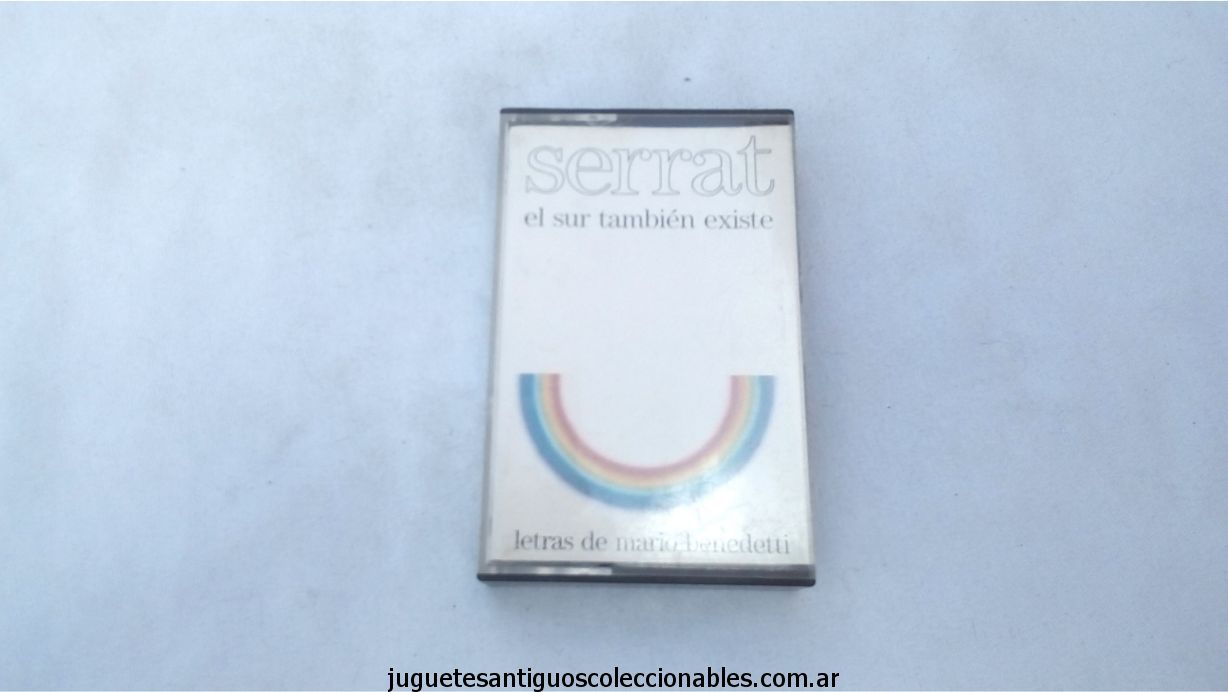 serrat
el sur también existe
letras de mario benedetti
juguetesantiguoscoleccionables.com.ar